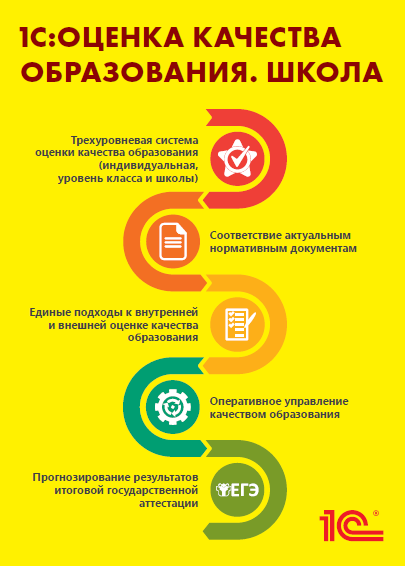 1С:ОЦЕНКА КАЧЕСТВА
ОБРАЗОВАНИЯ. ШКОЛА
Трехуровневая система
оценки качества образования
(индивидуальная,
уровень класса и школы)
Соответствие актуальным
нормативным документам
Единые подходы к внутренней
и внешней оценке качества
образования
Оперативное управление
качеством образования
Прогнозирование результатов
итоговой государственной
аттестации
ЕГЭ
1С®